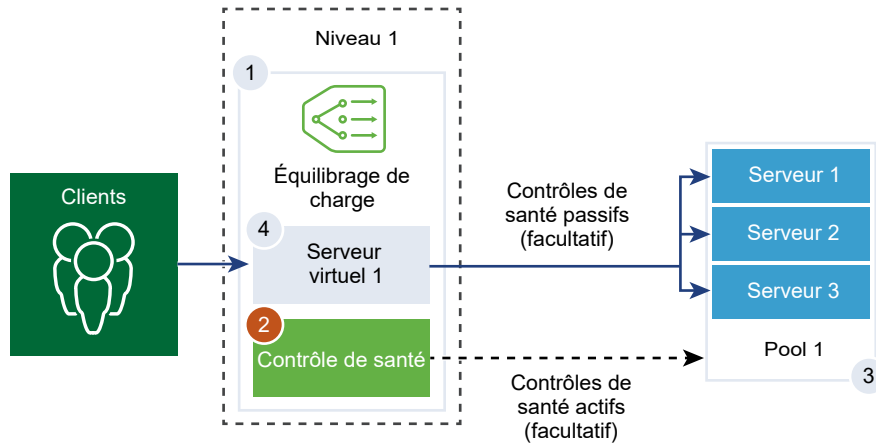 Niveau 1
1
Équilibrage de
charge
Clients
4
Serveur
virtuel 1
2
Contrôle de santé
Contrôles de
santé passifs
(facultatif)
Contrôles de
santé actifs
(facultatif)
Serveur 1
Serveur 2
Serveur 3
Pool 1
3